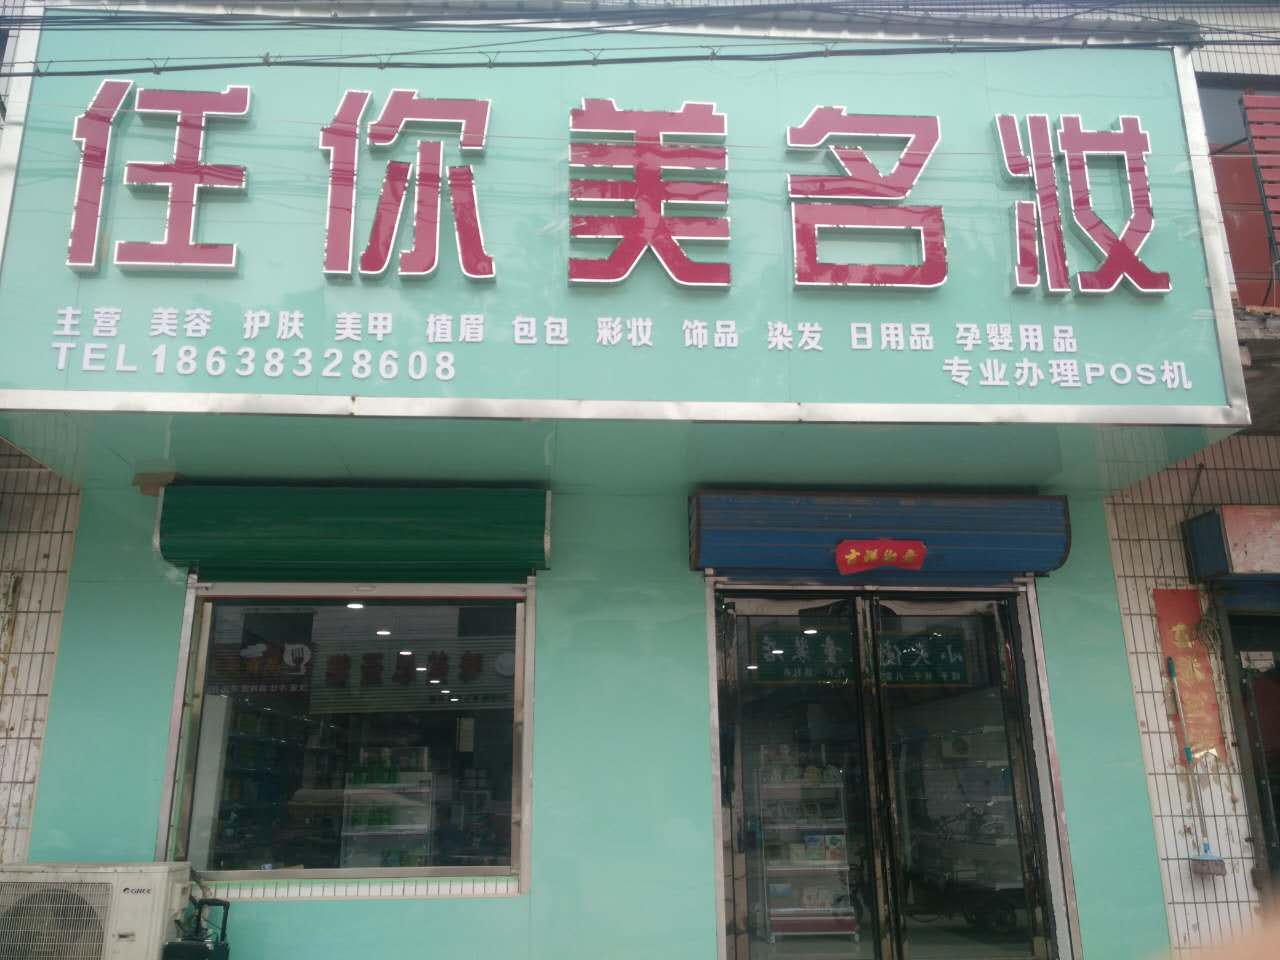 任你美名妆
主营 美容 护肤 美甲 植眉 包包 彩妆 饰品 染发 日用品 孕婴用品
TEL18638328608
专业办理POS机
GREE